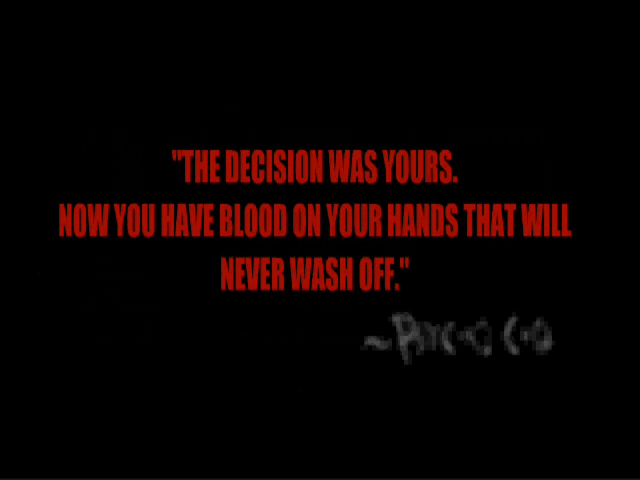 "THE DECISION WAS YOURS.
NOW YOU HAVE BLOOD ON YOUR HANDS THAT WILL
NEVER WASH OFF."